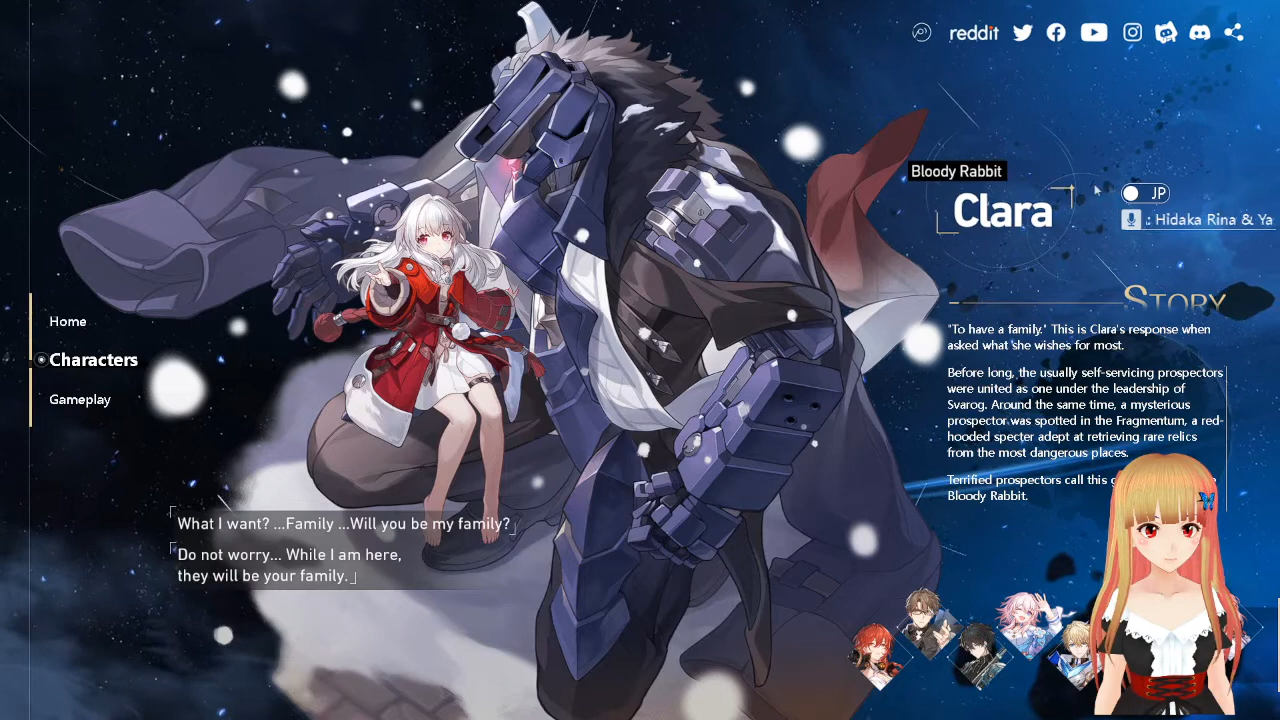 reddit
Bloody Rabbit
Clara
JP
: Hidaka Rina & Ya
STORY
Home
Characters
Gameplay
"To have a family." This is Clara's response when
asked what she wishes for most.
Before long, the usually self-servicing prospectors
were united as one under the leadership of
Svarog. Around the same time, a mysterious
prospector was spotted in the Fragmentum, a red-
hooded specter adept at retrieving rare relics
from the most dangerous places.
Terrified prospectors call this
Bloody Rabbit.
What I want? ...Family ...Will you be my family?
Do not worry... While I am here,
they will be your family.